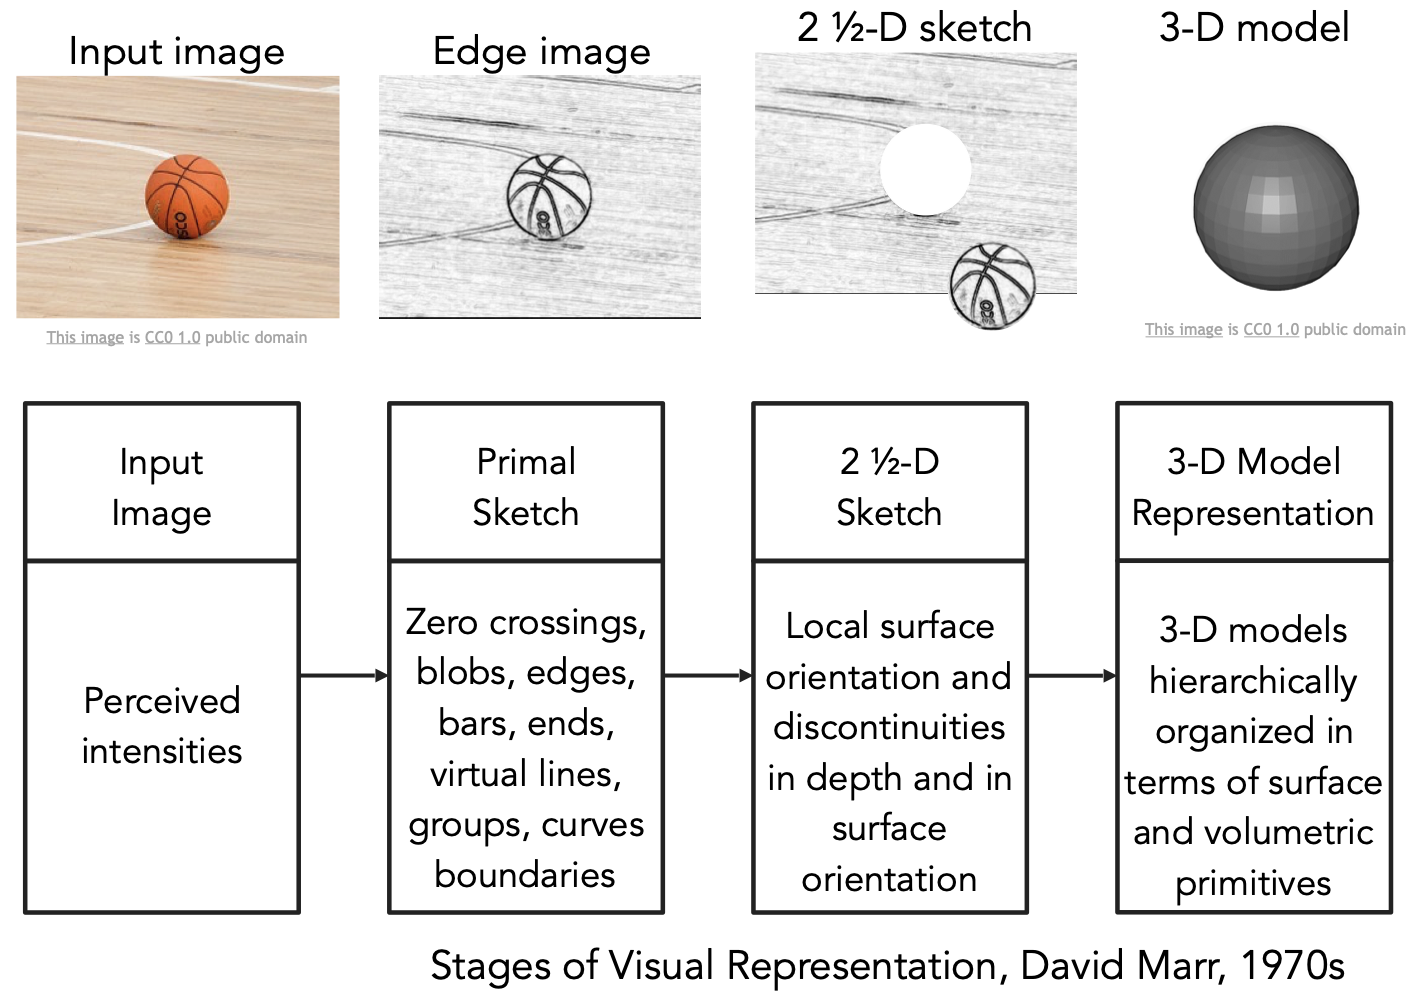 Input image
Edge image
2 ½-D sketch
3-D model
This image is CC0 1.0 public domain
This image is CC0 1.0 public domain
Input
Image
Perceived
intensities
Primal
Sketch
Zero crossings,
blobs, edges,
bars, ends,
virtual lines,
groups, curves
boundaries
2 ½-D
Sketch
Local surface
orientation and
discontinuities
in depth and in
surface
orientation
3-D Model
Representation
3-D models
hierarchically
organized in
terms of surface
and volumetric
primitives
Stages of Visual Representation, David Marr, 1970s